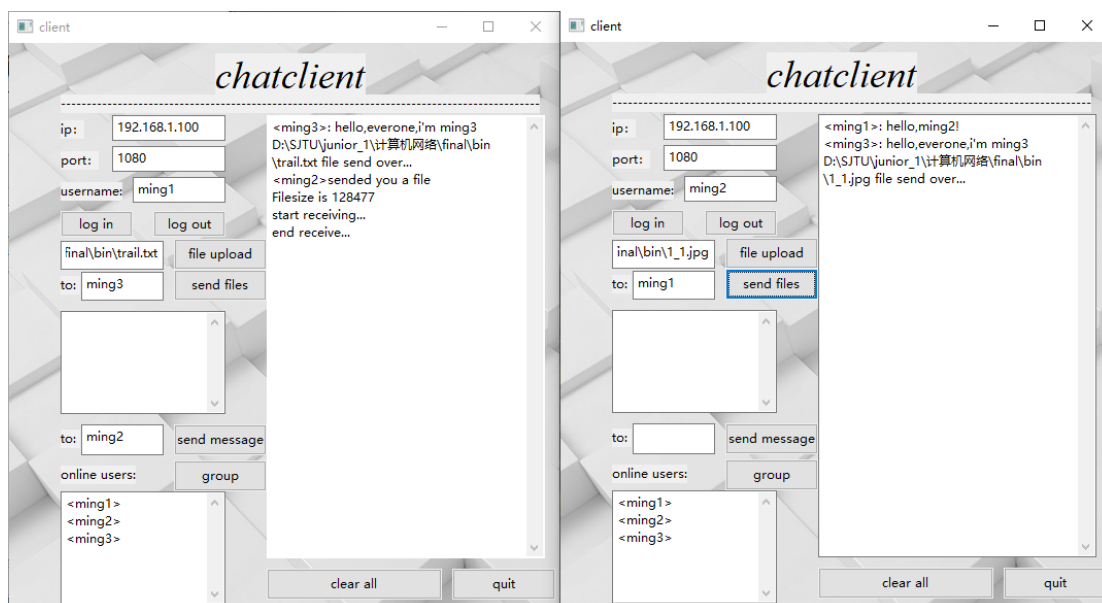 client
chatclient
ip: 192.168.1.100
port: 1080
username: ming1
log in log out
final\bin\trail.txt file upload
to: ming3 send files
to: ming2 send message
online users: group
<ming1>
<ming2>
<ming3>
<ming3>: hello,everone,i'm ming3
D:\SJTU\junior_1\计算机网络\final\bin
\trail.txt file send over...
<ming2>sended you a file
Filesize is 128477
start receiving...
end receive...
clear all quit
client
chatclient
ip: 192.168.1.100
port: 1080
username: ming2
log in log out
inal\bin\1_1.jpg file upload
to: ming1 send files
to: send message
online users: group
<ming1>
<ming2>
<ming3>
<ming1>: hello,ming2!
<ming3>: hello,everone,i'm ming3
D:\SJTU\junior_1\计算机网络\final\bin
\1_1.jpg file send over...
clear all quit